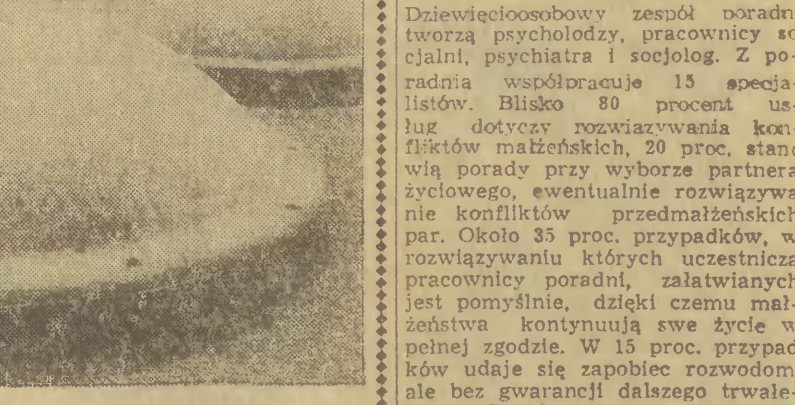 Dziewięcioosobowy zespół poradni
tworzą psycholodzy, pracownicy so
cjalni, psychiatra i socjolog. Z po-
radnią współpracuje 15 specja-
listów. Blisko 80 procent us-
ług dotyczy rozwiązywania kon-
fliktów małżeńskich, 20 proc. stano
wią porady przy wyborze partnera
życiowego, ewentualnie rozwiązywa
nie konfliktów przedmałżeńskich
par. Około 35 proc. przypadków, w
rozwiązywaniu których uczestniczą
pracownicy poradni, załatwianych
jest pomyślnie, dzięki czemu mał-
żeństwa kontynuują swe życie w
pełnej zgodzie. W 15 proc. przypad
ków udaje się zapobiec rozwodom
ale bez gwarancji dalszego trwałe-